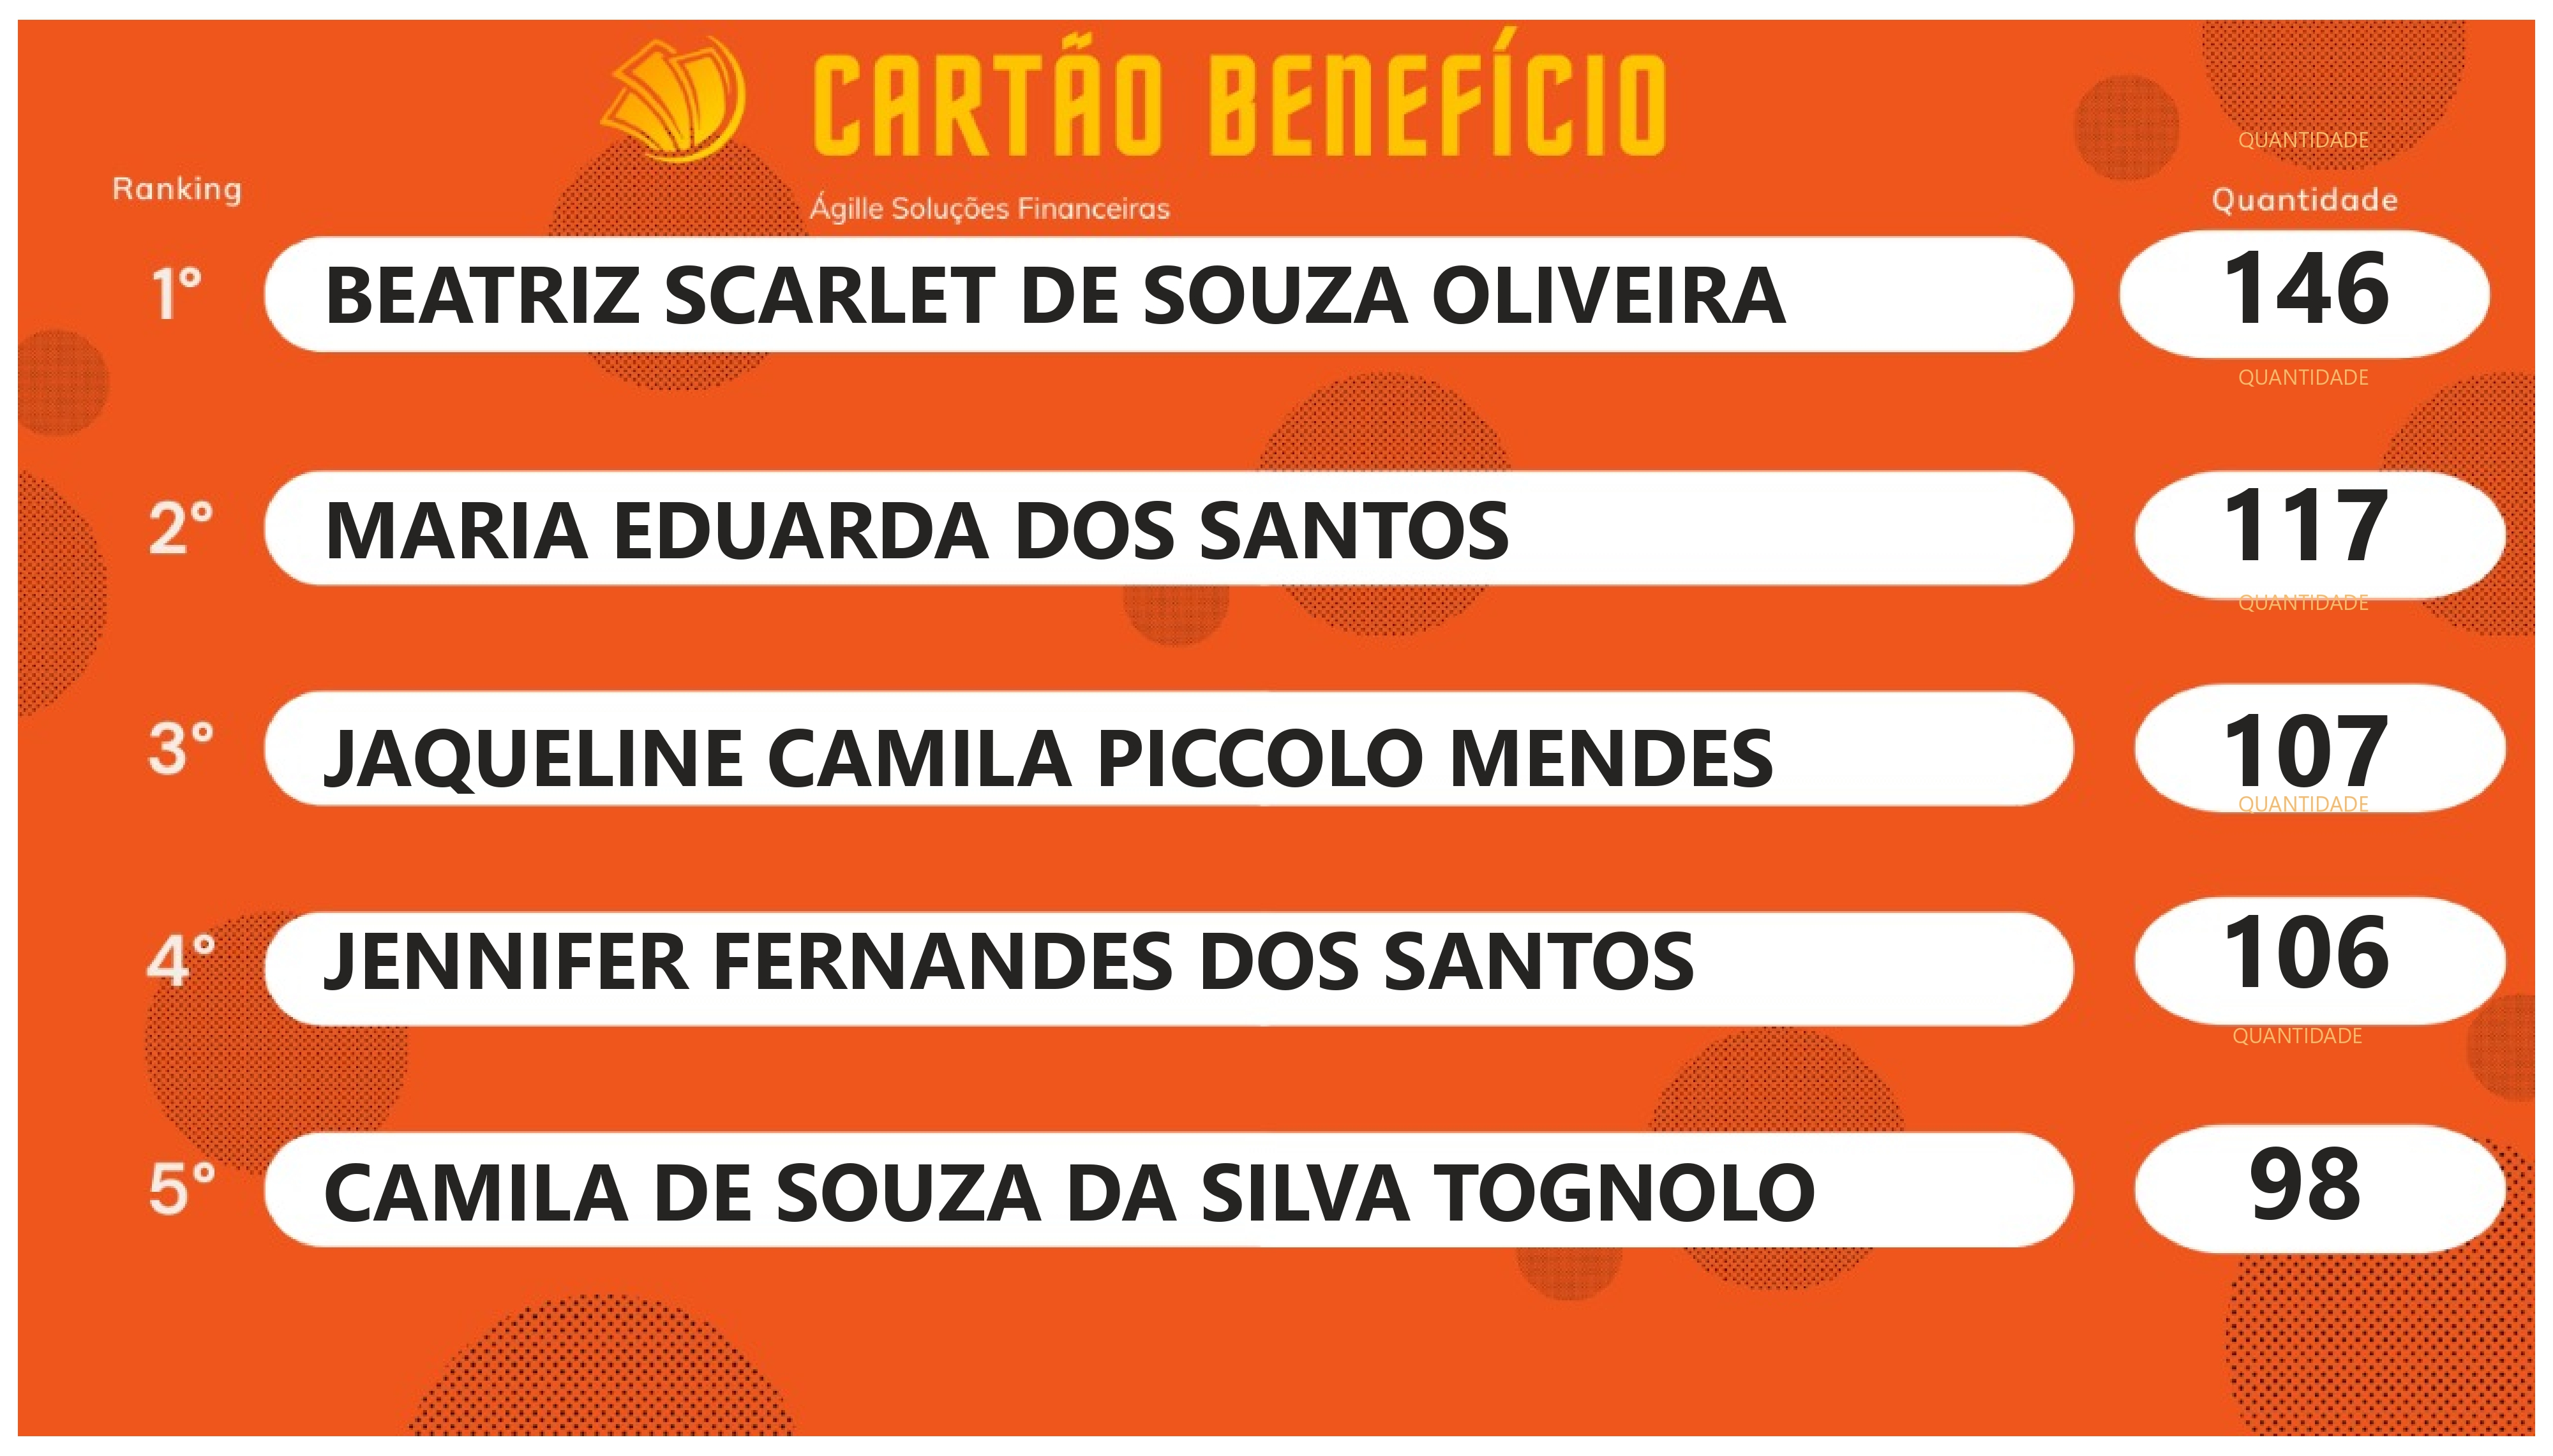 CARTÃO BENEFÍCIO
QUANTIDADE
Ranking
Ágille Soluções Financeiras
Quantidade
1° BEATRIZ SCARLET DE SOUZA OLIVEIRA 146
QUANTIDADE
2° MARIA EDUARDA DOS SANTOS 117
QUANTIDADE
3° JAQUELINE CAMILA PICCOLO MENDES 107
QUANTIDADE
4° JENNIFER FERNANDES DOS SANTOS 106
QUANTIDADE
5° CAMILA DE SOUZA DA SILVA TOGNOLO 98